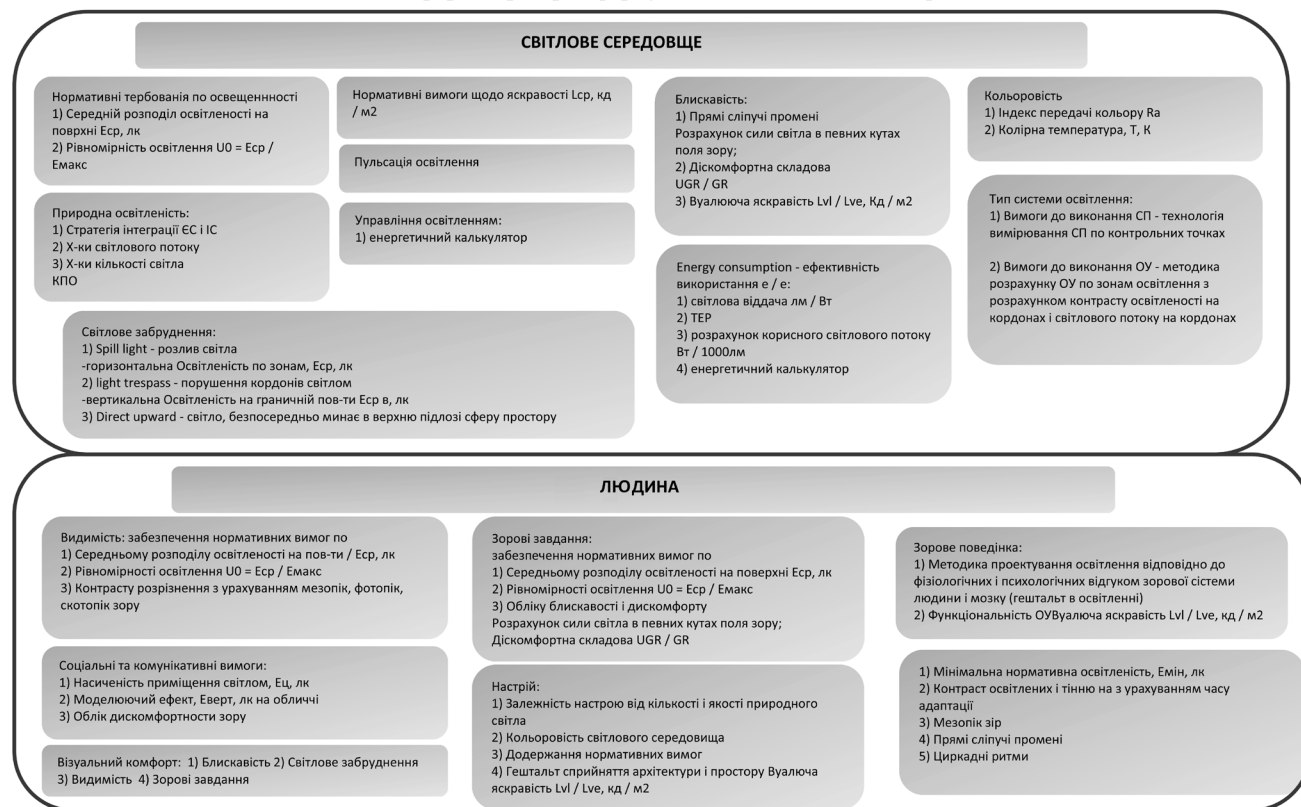 СВІТЛОВЕ СЕРЕДОВЩЕ
Нормативні тербованія по освещеннності
1) Середній розподіл освітленості на
поврхні Еср, лк
2) Рівномірність освітлення U0 = Еср /
Емакс
Нормативні вимоги щодо яскравості Lср, кд
/ м2
Пульсація освітлення
Природна освітленість:
1) Стратегія інтеграції ЄС і ІС
2) Х-ки світлового потоку
3) Х-ки кількості світла
КПО
Управління освітленням:
1) енергетичний калькулятор
Світлове забруднення:
1) Spill light - розлив світла
-горизонтальна Освітленість по зонам, Еср, лк
2) light trespass - порушення кордонів світлом
-вертикальна Освітленість на граничній пов-ти Еср в, лк
3) Direct upward - світло, безпосередньо минає в верхню підлозі сферу простору
Блискавість:
1) Прямі сліпучі промені
Розрахунок сили світла в певних кутах
поля зору;
2) Діскомфортна складова
UGR / GR
3) Вуалююча яскравість Lvl / Lve, Кд / м2
Energy consumption - ефективність
використання е / е:
1) світлова віддача лм / Вт
2) ТЕР
3) розрахунок корисного світлового потоку
Вт / 1000лм
4) енергетичний калькулятор
Кольоровість
1) Індекс передачі кольору Ra
2) Колірна температура, Т, К
Тип системи освітлення:
1) Вимоги до виконання СП - технологія
вимірювання СП по контрольних точках
2) Вимоги до виконання ОУ - методика
розрахунку ОУ по зонам освітлення з
розрахунком контрасту освітленості на
кордонах і світлового потоку на кордонах
ЛЮДИНА
Видимість: забезпечення нормативних вимог по
1) Середньому розподілу освітленості на пов-ти / Еср, лк
2) Рівномірності освітлення U0 = Еср / Емакс
3) Контрасту розрізнення з урахуванням мезопік, фотопік,
скотопік зору
Соціальні та комунікативні вимоги:
1) Насиченість приміщення світлом, Ец, лк
2) Моделюючий ефект, Еверт, лк на обличчі
3) Облік дискомфортности зору
Візуальний комфорт: 1) Блискавість 2) Світлове забруднення
3) Видимість 4) Зорові завдання
Зорові завдання:
забезпечення нормативних вимог по
1) Середньому розподілу освітленості на поверхні Еср, лк
2) Рівномірності освітлення U0 = Еср / Емакс
3) Обліку блискавості і дискомфорту
Розрахунок сили світла в певних кутах поля зору;
Діскомфортна складова UGR / GR
Настрій:
1) Залежність настрою від кількості і якості природного
світла
2) Кольоровість світлового середовища
3) Додержання нормативних вимог
4) Гештальт сприйняття архітектури і простору Вуалюча
яскравість Lvl / Lve, кд / м2
Зорове поведінка:
1) Методика проектування освітлення відповідно до
фізіологічних і психологічних відгуком зорової сістеми
людини і мозку (гештальт в освітленні)
2) Функціональність ОУВуалюча яскравість Lvl / Lve, кд / м2
1) Мінімальна нормативна освітленість, Емін, лк
2) Контраст освітлених і тінню на з урахуванням часу
адаптації
3) Мезопік зір
4) Прямі сліпучі промені
5) Циркадні ритми